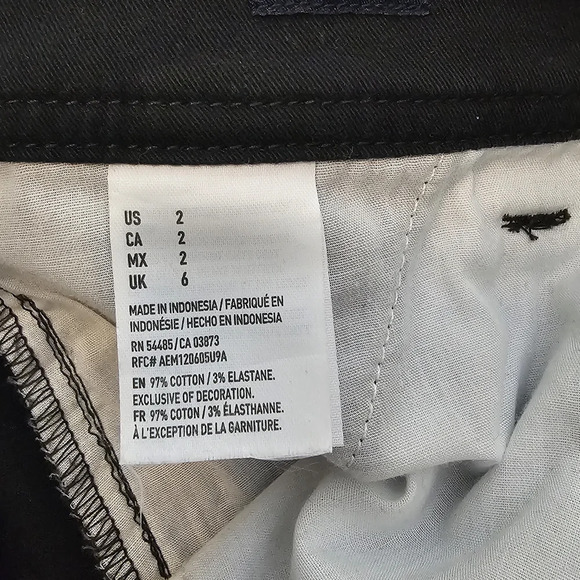 US 2
CA 2
MX 2
UK 6
MADE IN INDONESIA / FABRIQUÉ EN
INDONÉSIE / HECHO EN INDONESIA
RN 54485 / CA 03873
RFC# AEM120605U9A
EN 97% COTTON / 3% ELASTANE.
EXCLUSIVE OF DECORATION.
FR 97% COTON / 3% ÉLASTHANNE.
À L'EXCEPTION DE LA GARNITURE.